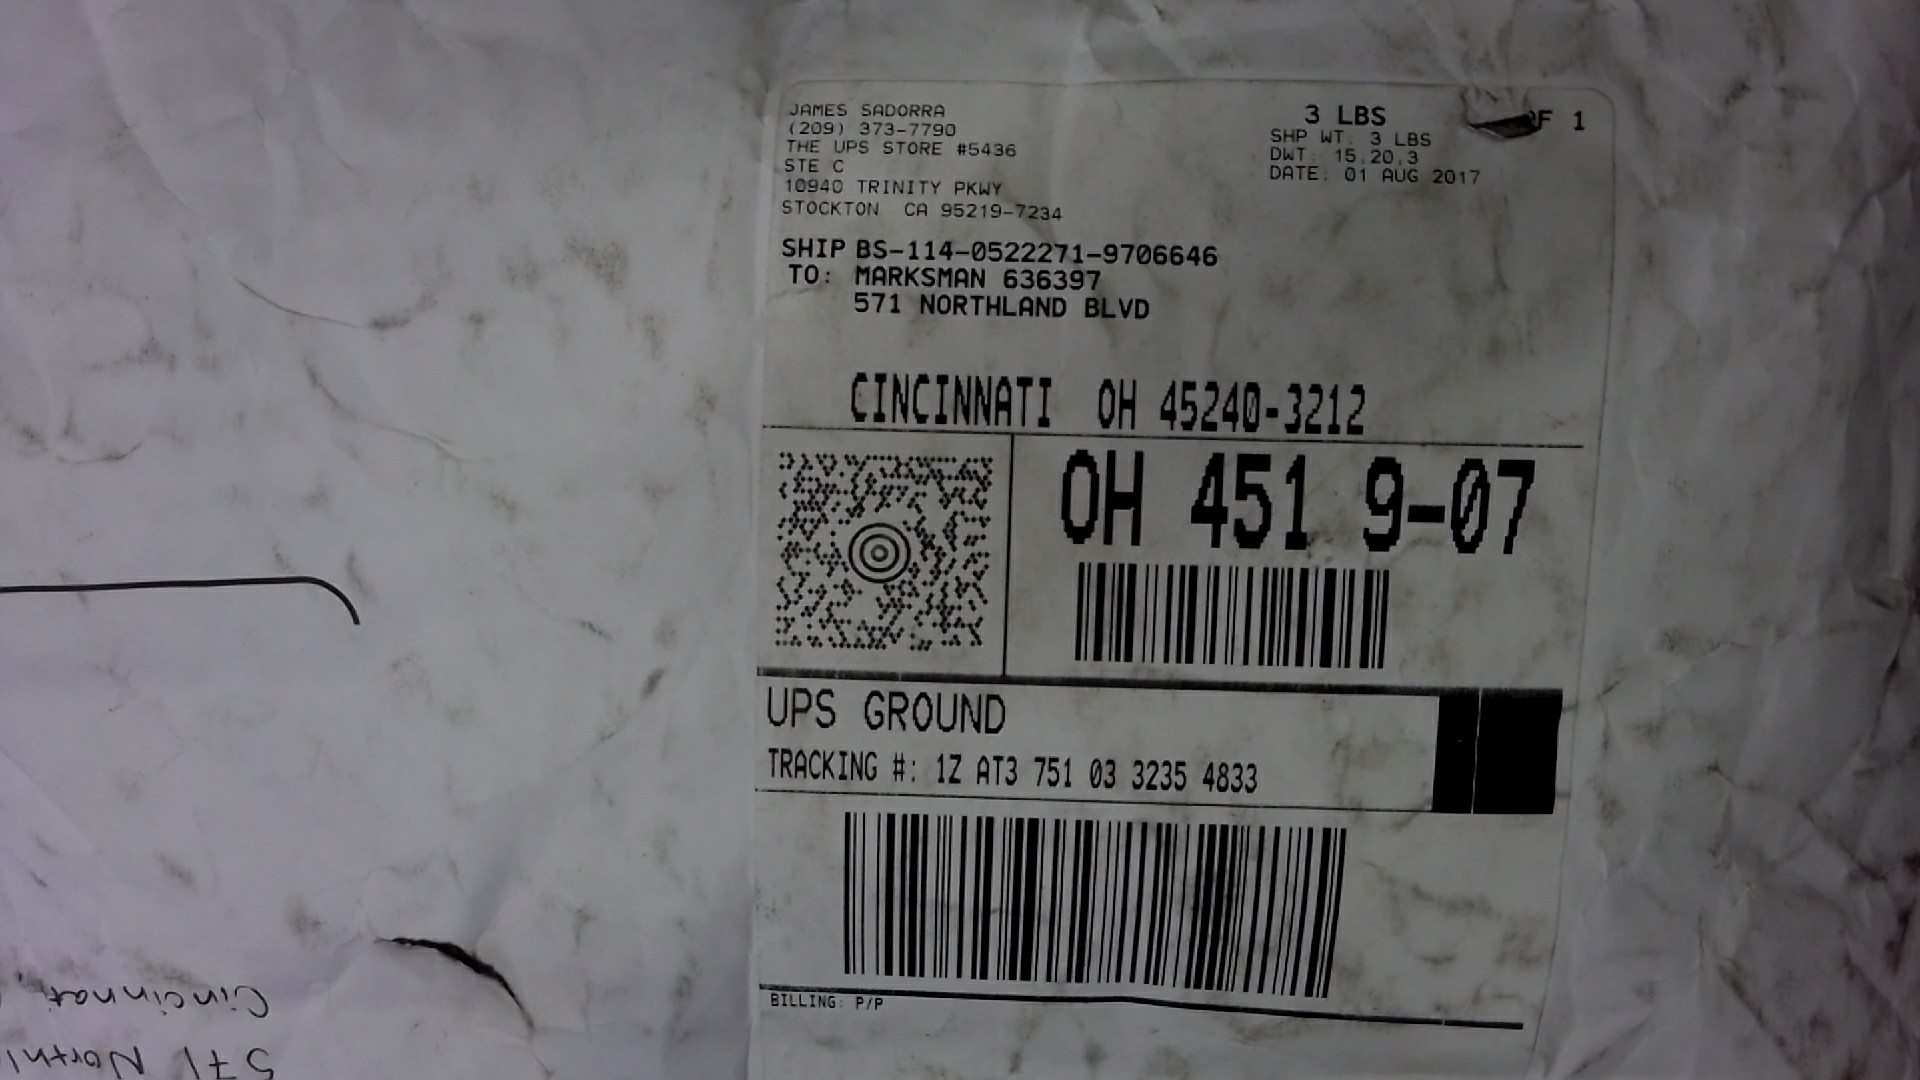 JAMES SADORRA
(209) 373-7790
THE UPS STORE #5436
STE C
10940 TRINITY PKWY
STOCKTON CA 95219-7234
3 LBS
1
SHP WT: 3 LBS
DWT: 15,20,3
DATE: 01 AUG 2017
SHIP BS-114-0522271-9706646
TO: MARKSMAN 636397
571 NORTHLAND BLVD
CINCINNATI OH 45240-3212
OH 451 9-07
UPS GROUND
TRACKING #: 1Z AT3 751 03 3235 4833
BILLING: P/P
571